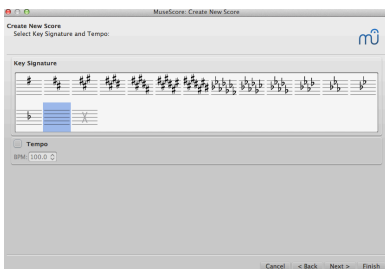 MuseScore: Create New Score
Create New Score
Select Key Signature and Tempo:
Key Signature
Tempo
BPM: 100.0
Cancel < Back Next > Finish